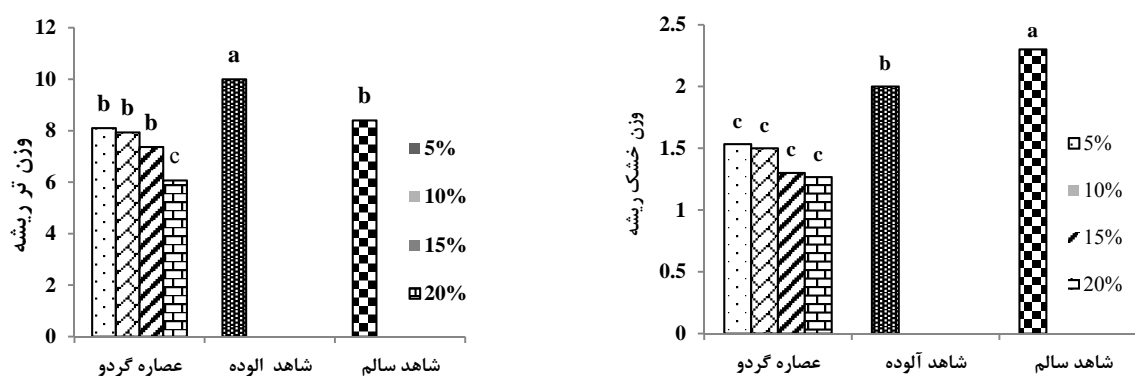 وزن تر ریشه
12
10
8
6
4
2
0
b b b c
a
b
عصاره گردو
شاهد الوده
شاهد سالم
5%
10%
15%
20%
وزن خشک ریشه
2.5
2
1.5
1
0.5
0
c c c c
b
a
عصاره گردو
شاهد آلوده
شاهد سالم
5%
10%
15%
20%